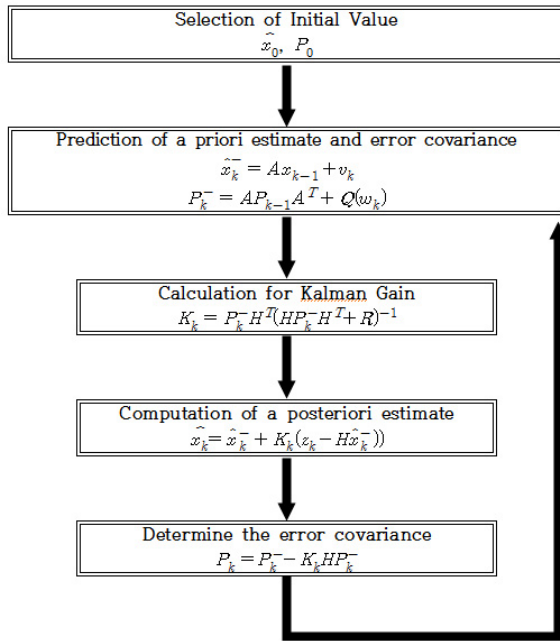 Selection of Initial Value
x̂₀, P₀
Prediction of a priori estimate and error covariance
x̂ₖ⁻ = Axₖ₋₁ + vₖ
Pₖ⁻ = APₖ₋₁Aᵀ + Q(wₖ)
Calculation for Kalman Gain
Kₖ = Pₖ⁻Hᵀ(HPₖ⁻Hᵀ + R)⁻¹
Computation of a posteriori estimate
x̂ₖ = x̂ₖ⁻ + Kₖ(zₖ − Hx̂ₖ⁻))
Determine the error covariance
Pₖ = Pₖ⁻ − KₖHPₖ⁻